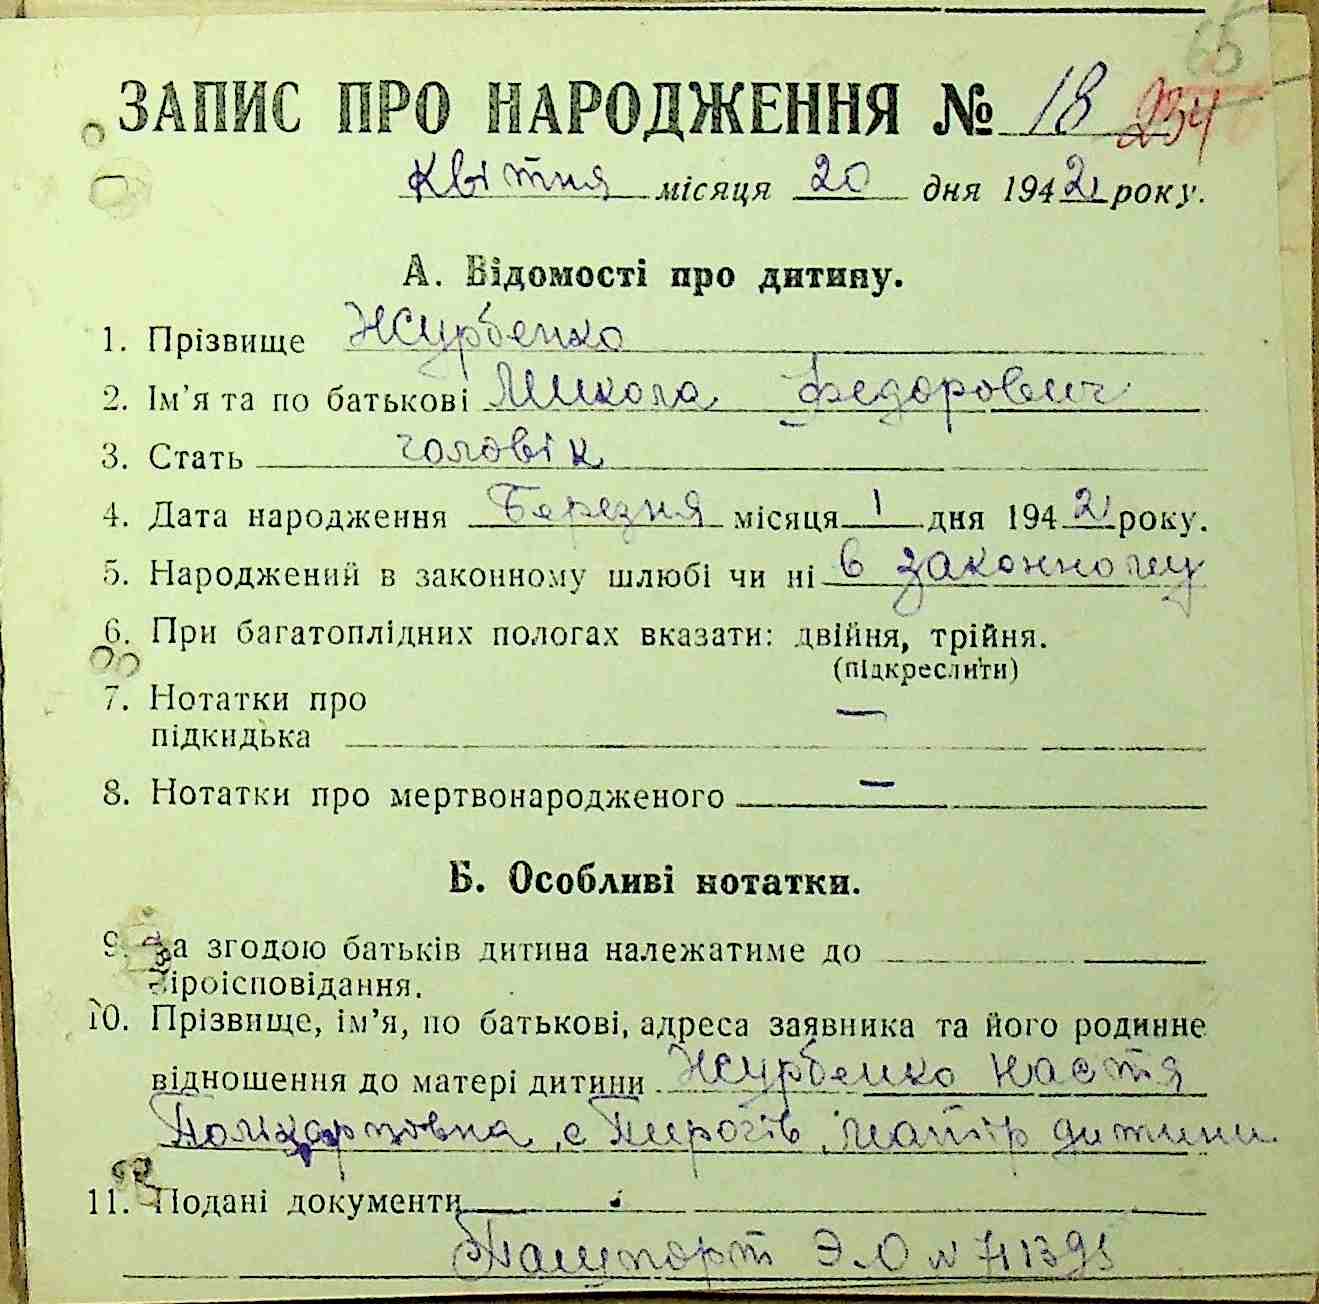 65
ЗАПИС ПРО НАРОДЖЕННЯ № 18 234
Квітня місяця 20 дня 1942 року.
А. Відомості про дитину.
1. Прізвище Журбенко
2. Ім'я та по батькові Микола Федорович
3. Стать чоловік
4. Дата народження Березня місяця 1 дня 1942 року.
5. Народжений в законному шлюбі чи ні в законному
6. При багатоплідних пологах вказати: двійня, трійня.
(підкреслити)
7. Нотатки про
підкидька —
8. Нотатки про мертвонародженого —
Б. Особливі нотатки.
9. За згодою батьків дитина належатиме до
віроісповідання.
10. Прізвище, ім'я, по батькові, адреса заявника та його родинне
відношення до матері дитини Журбенко Настя
Полікарповна, с Пирогів, матір дитини
11. Подані документи
Пашпорт Э.О N 711395